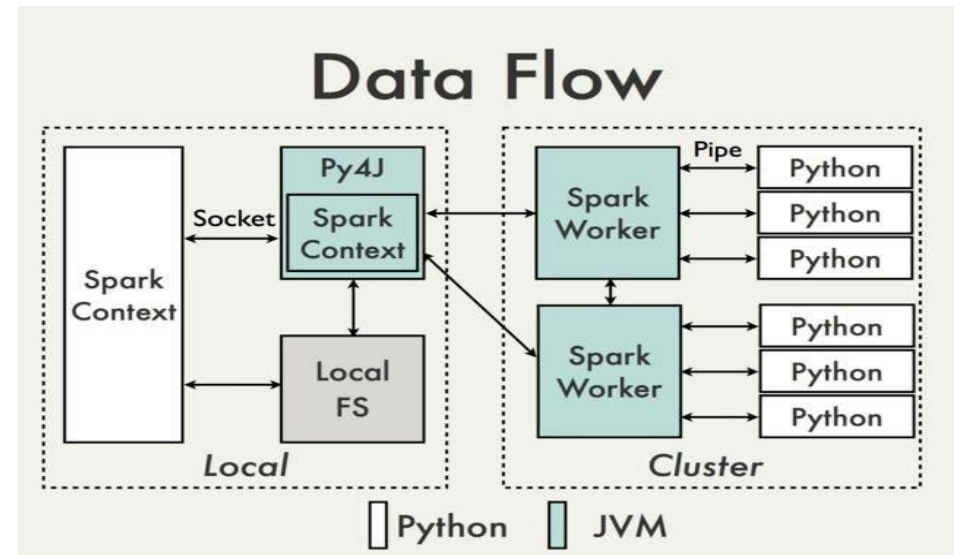 Data Flow
Spark
Context
Socket
Py4J
Spark
Context
Local
FS
Local
Spark
Worker
Pipe
Python
Python
Python
Spark
Worker
Python
Python
Python
Cluster
Python
JVM